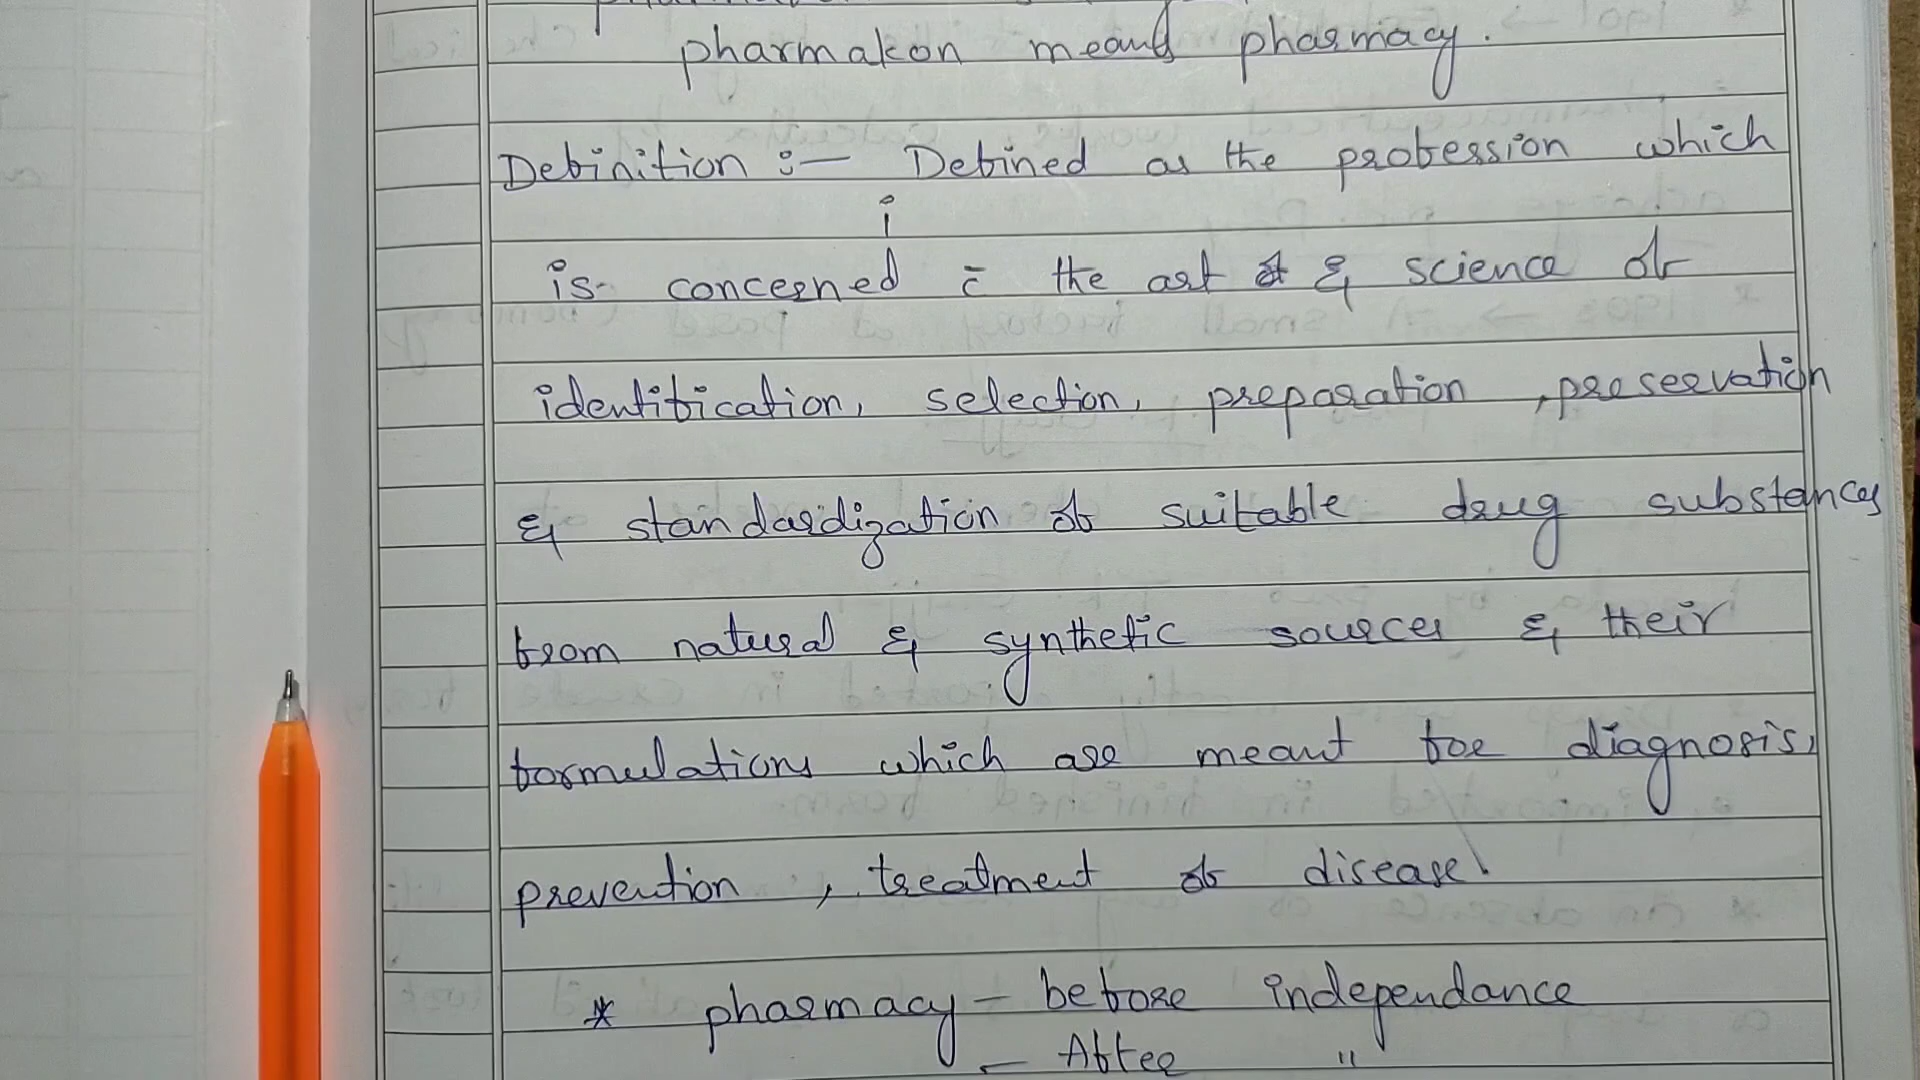 pharmakon means pharmacy.
Definition :— Defined as the profession which
is concerned c̄ the art & science of
identification, selection, preparation, preservation
& standardization of suitable drug substances
from natural & synthetic sources & their
formulations which are meant for diagnosis,
prevention, treatment of disease.
* pharmacy – before independance
– After "